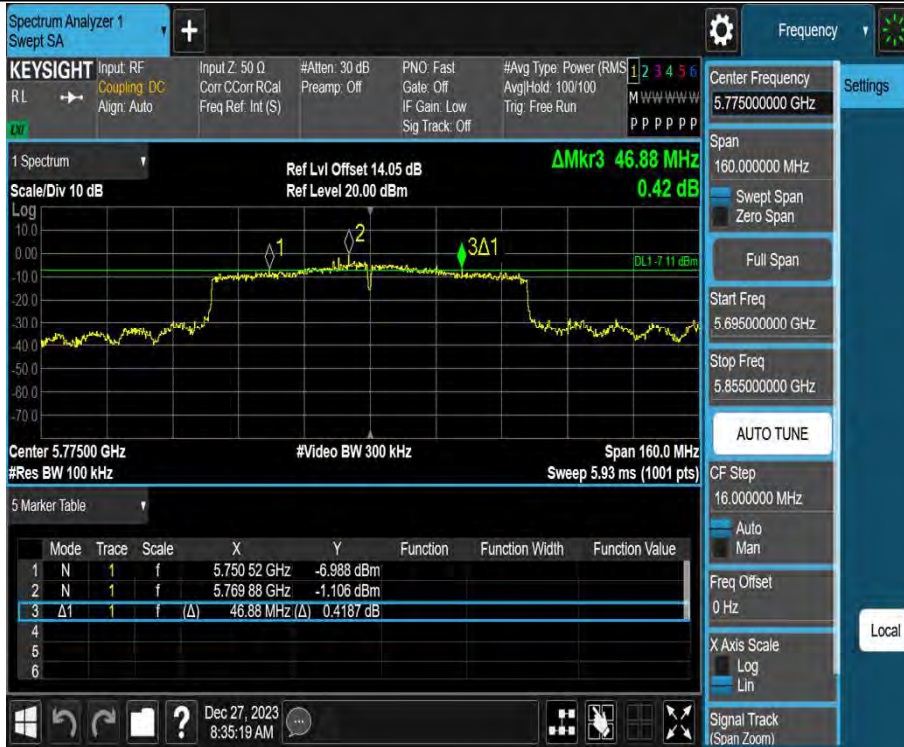 Spectrum Analyzer 1
Swept SA
+
Frequency
KEYSIGHT
RL
LXI
Input: RF
Coupling: DC
Align: Auto
Input Z: 50 Ω
Corr CCorr RCal
Freq Ref: Int (S)
#Atten: 30 dB
Preamp: Off
PNO: Fast
Gate: Off
IF Gain: Low
Sig Track: Off
#Avg Type: Power (RMS
Avg|Hold: 100/100
Trig: Free Run
1 2 3 4 5 6
M W W W W W
P P P P P P
1 Spectrum
Scale/Div 10 dB
Ref Lvl Offset 14.05 dB
Ref Level 20.00 dBm
ΔMkr3 46.88 MHz
0.42 dB
Log
10.0
0.00
-10.0
-20.0
-30.0
-40.0
-50.0
-60.0
-70.0
1
2
3Δ1
DL1 -7.11 dBm
Center 5.77500 GHz
#Res BW 100 kHz
#Video BW 300 kHz
Span 160.0 MHz
Sweep 5.93 ms (1001 pts)
5 Marker Table
Mode Trace Scale X Y Function Function Width Function Value
1 N 1 f 5.750 52 GHz -6.988 dBm
2 N 1 f 5.769 88 GHz -1.106 dBm
3 Δ1 1 f (Δ) 46.88 MHz (Δ) 0.4187 dB
4
5
6
?
Dec 27, 2023
8:35:19 AM
Center Frequency
5.775000000 GHz
Settings
Span
160.000000 MHz
Swept Span
Zero Span
Full Span
Start Freq
5.695000000 GHz
Stop Freq
5.855000000 GHz
AUTO TUNE
CF Step
16.000000 MHz
Auto
Man
Freq Offset
0 Hz
Local
X Axis Scale
Log
Lin
Signal Track
(Span Zoom)